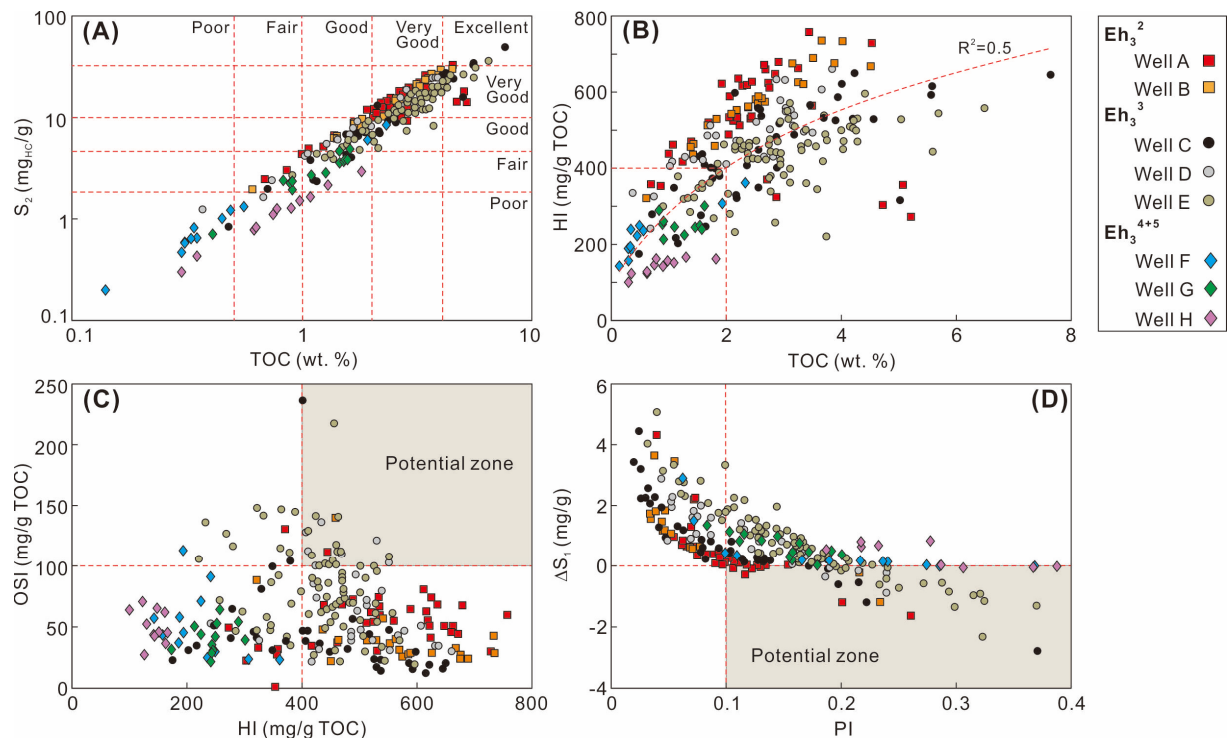 (A)
Poor
Fair
Good
Very
Good
Excellent
100
10
1
0.1
S₂ (mg_HC/g)
Very
Good
Good
Fair
Poor
0.1
1
10
TOC (wt. %)
(B)
R²=0.5
800
600
400
200
0
HI (mg/g TOC)
0
2
4
6
8
TOC (wt. %)
Eh₃²
Well A
Well B
Eh₃³
Well C
Well D
Well E
Eh₃⁴⁺⁵
Well F
Well G
Well H
(C)
Potential zone
250
200
150
100
50
0
OSI (mg/g TOC)
0
200
400
600
800
HI (mg/g TOC)
(D)
6
4
2
0
-2
-4
ΔS₁ (mg/g)
Potential zone
0
0.1
0.2
0.3
0.4
PI